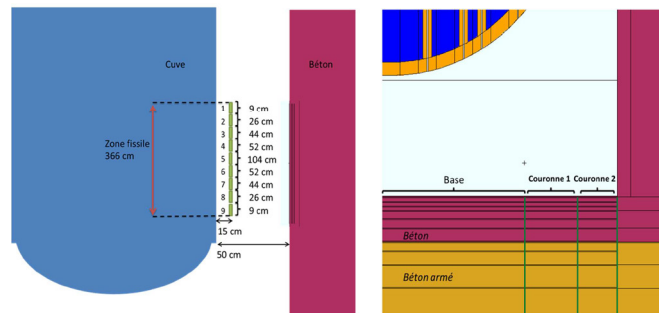 Cuve
Béton
Zone fissile
366 cm
1
9 cm
2
26 cm
3
44 cm
4
52 cm
5
104 cm
6
52 cm
7
44 cm
8
26 cm
9
9 cm
15 cm
50 cm
Base
Couronne 1
Couronne 2
Béton
Béton armé